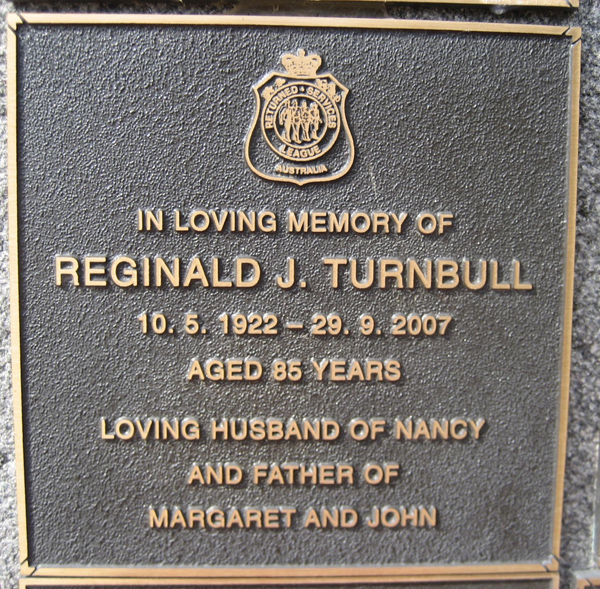 RETURNED • SERVICES
LEAGUE
AUSTRALIA
IN LOVING MEMORY OF
REGINALD J. TURNBULL
10. 5. 1922 – 29. 9. 2007
AGED 85 YEARS
LOVING HUSBAND OF NANCY
AND FATHER OF
MARGARET AND JOHN